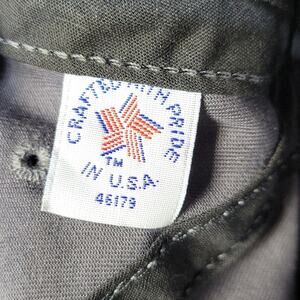 CRAFTED WITH PRIDE
TM
IN U.S.A.
46179